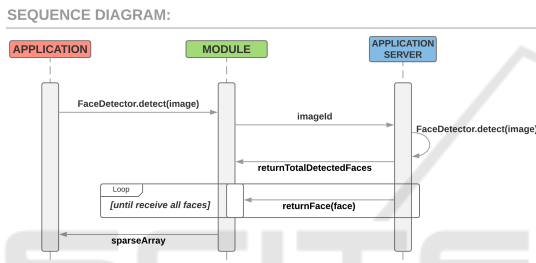 SEQUENCE DIAGRAM:
APPLICATION
MODULE
APPLICATION
SERVER
FaceDetector.detect(image)
imageId
FaceDetector.detect(image)
returnTotalDetectedFaces
Loop
[until receive all faces]
returnFace(face)
sparseArray